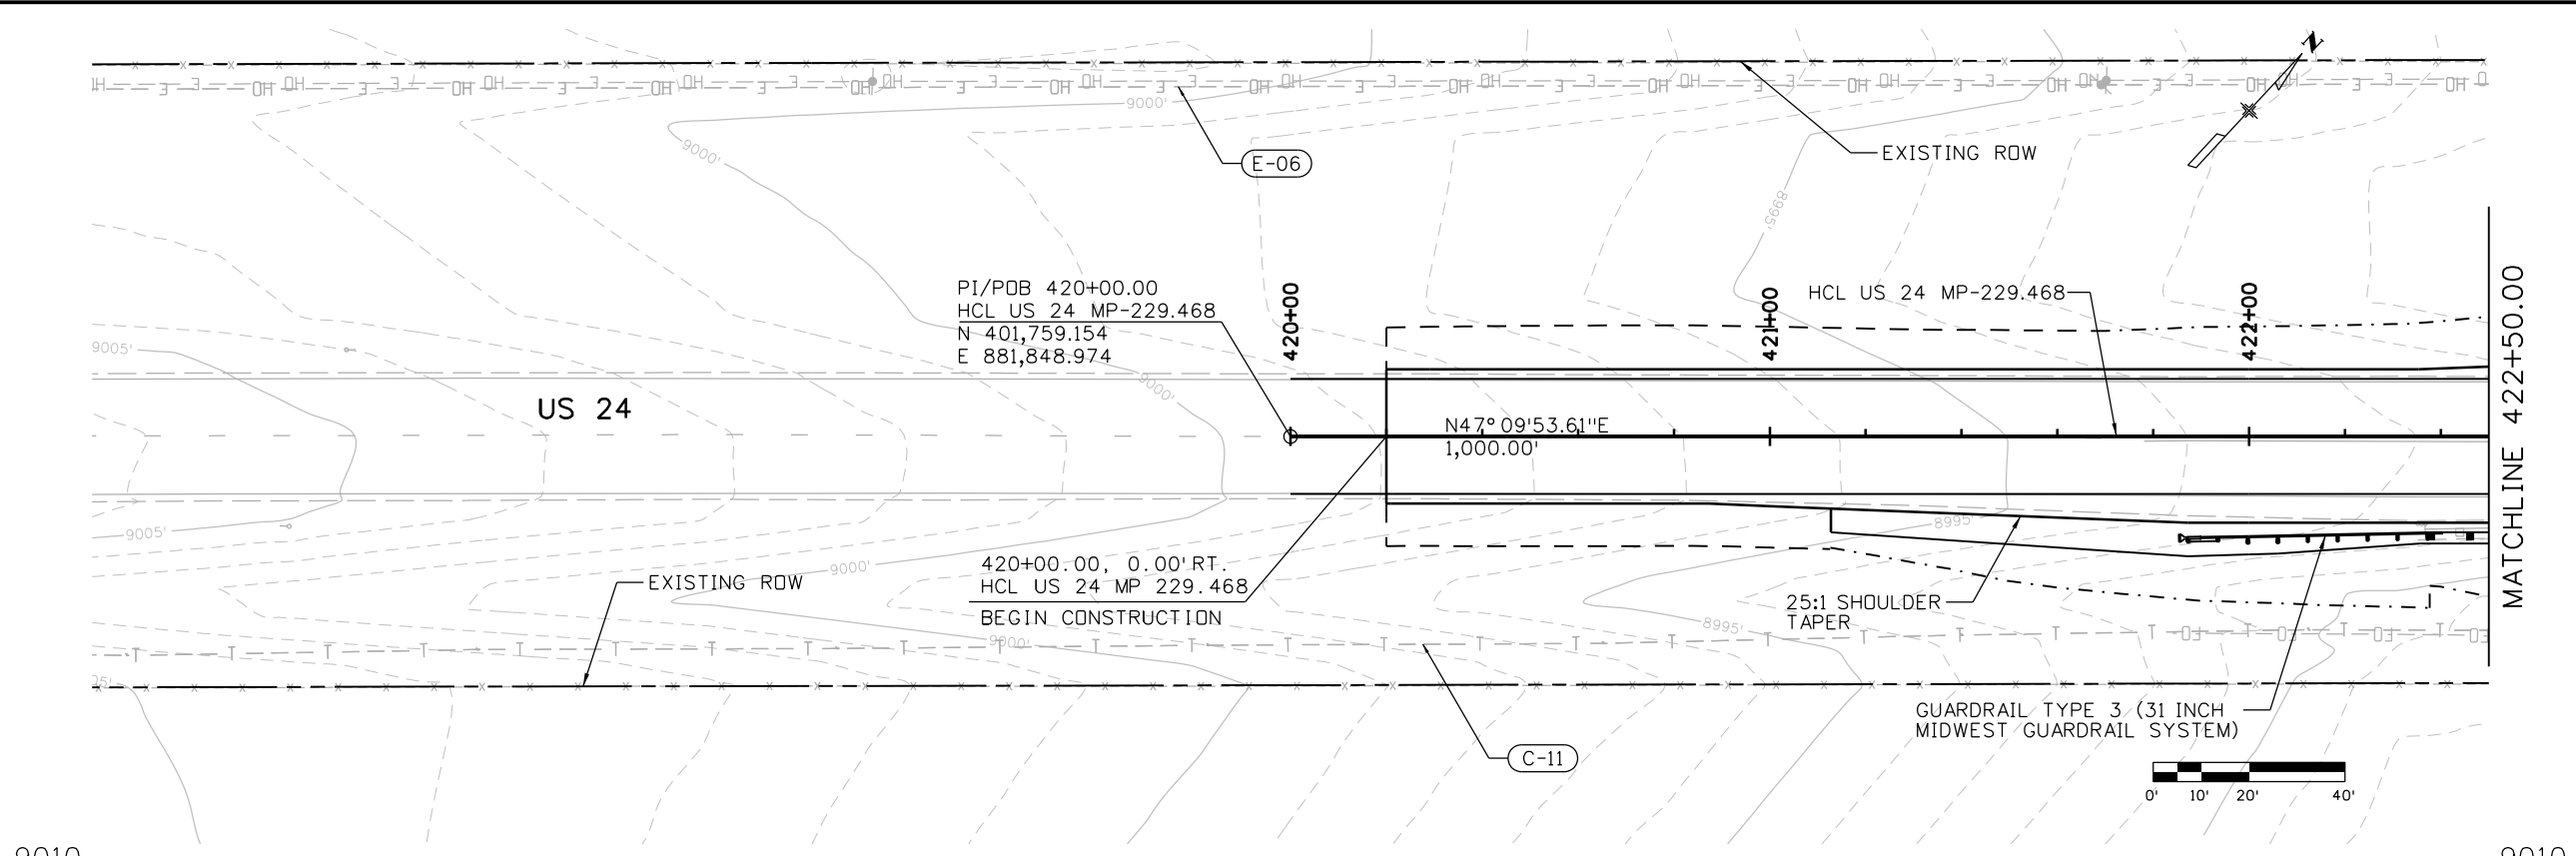 N
9000'
E-06
EXISTING ROW
9000'
8995'
PI/POB 420+00.00
HCL US 24 MP-229.468
N 401,759.154
E 881,848.974
420+00
421+00
HCL US 24 MP-229.468
422+00
MATCHLINE 422+50.00
9005'
9000'
US 24
N47°09'53.61"E
1,000.00'
9005'
8995'
9000'
420+00.00, 0.00'RT.
HCL US 24 MP 229.468
BEGIN CONSTRUCTION
EXISTING ROW
25:1 SHOULDER
TAPER
8995'
9000'
GUARDRAIL TYPE 3 (31 INCH
MIDWEST GUARDRAIL SYSTEM)
C-11
0' 10' 20' 40'
9010
9010